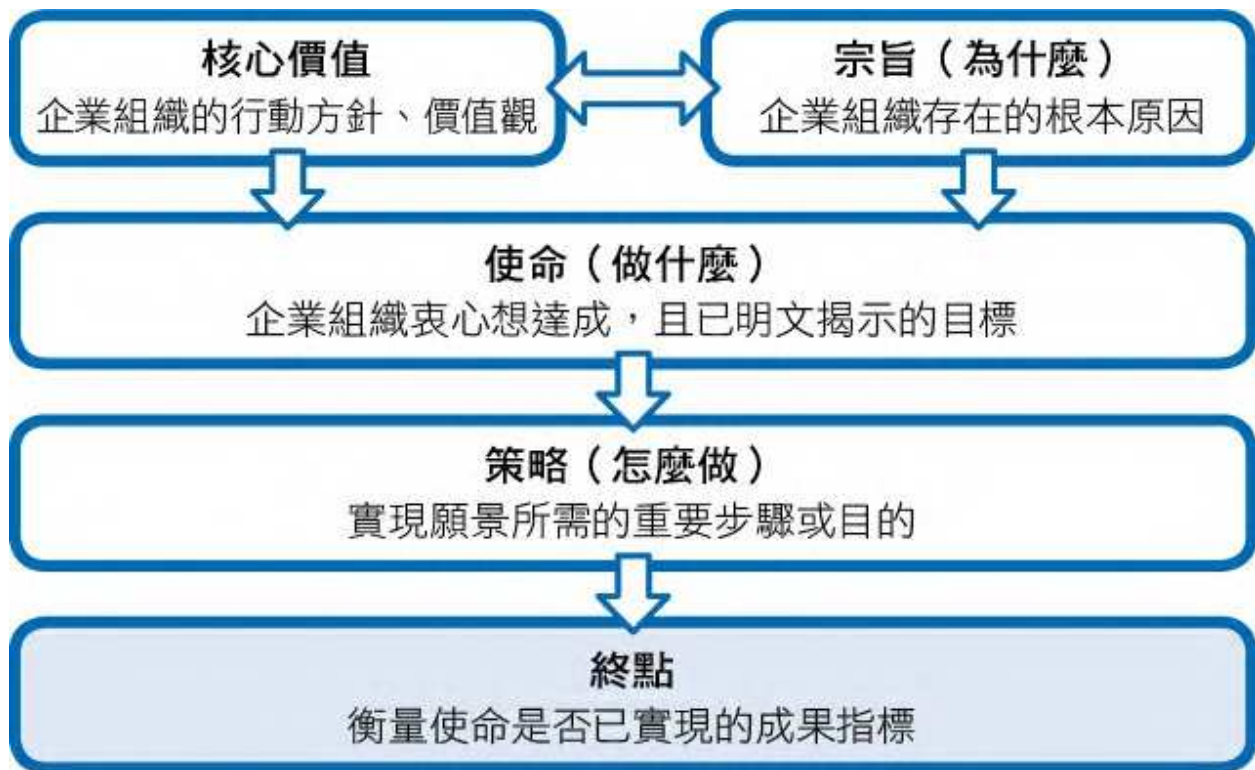 核心價值
企業組織的行動方針、價值觀
宗旨（為什麼）
企業組織存在的根本原因
使命（做什麼）
企業組織衷心想達成，且已明文揭示的目標
策略（怎麼做）
實現願景所需的重要步驟或目的
終點
衡量使命是否已實現的成果指標